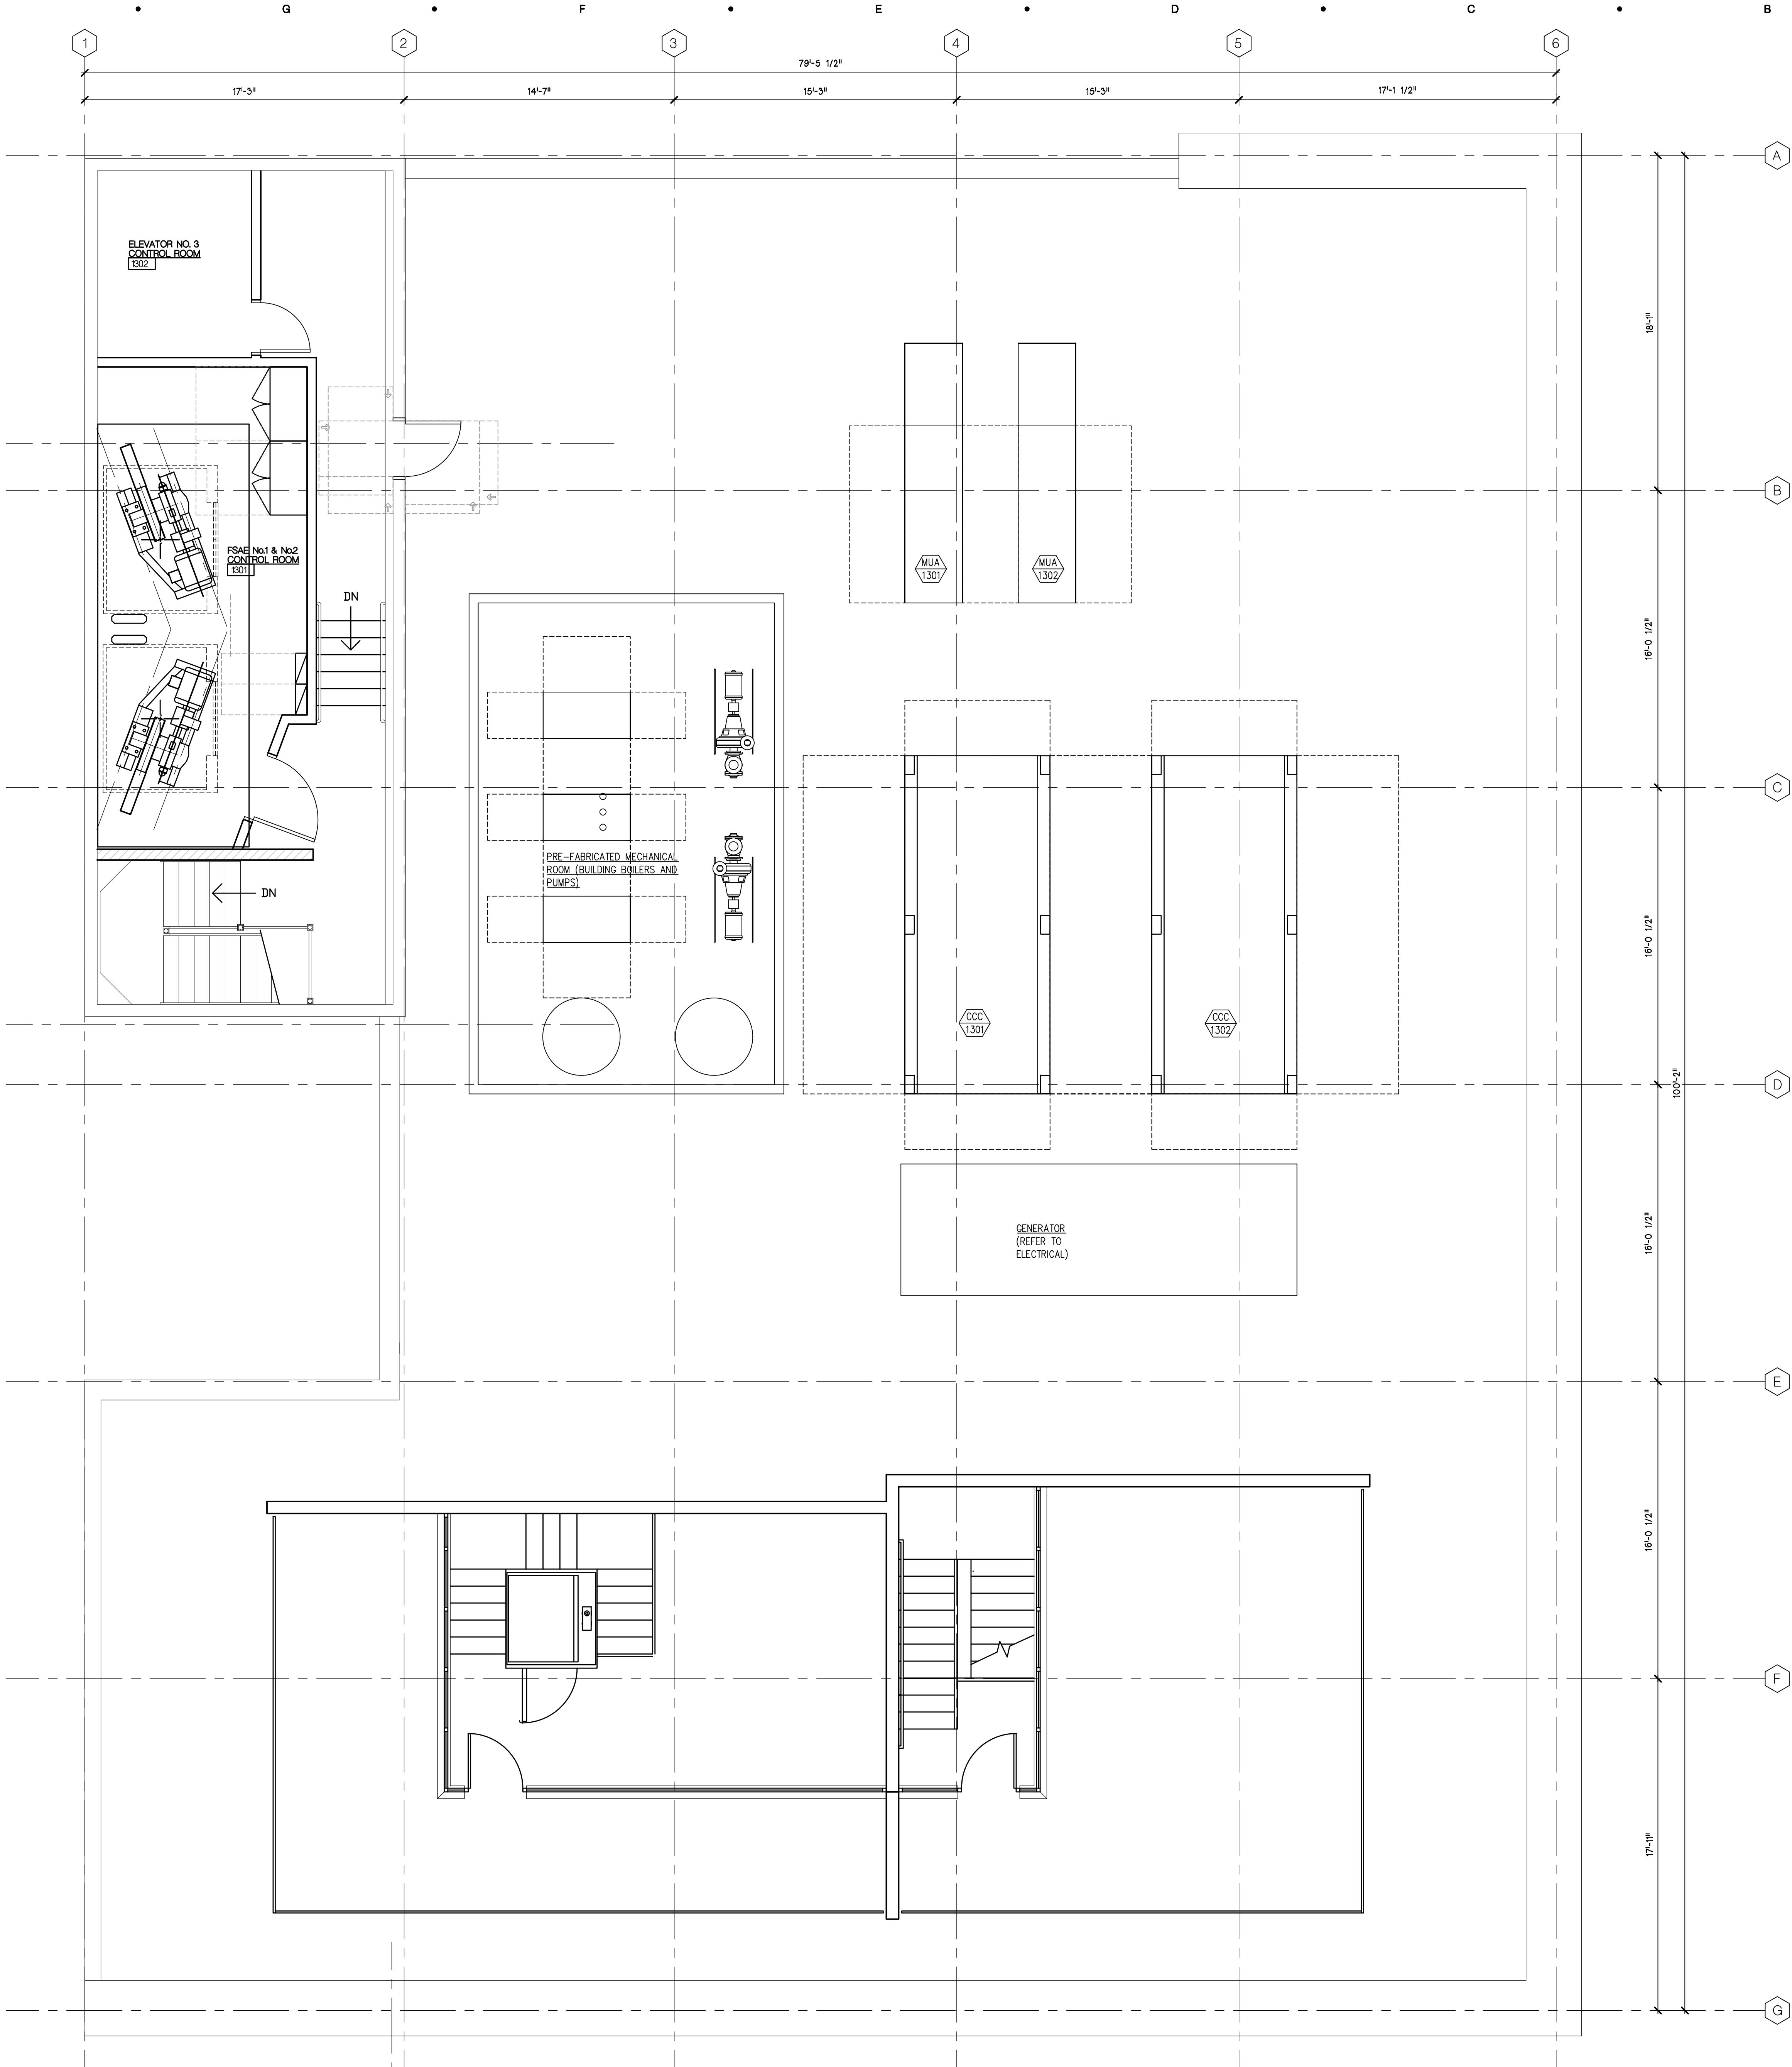 G F E D C B
1 2 3 4 5 6
79'-5 1/2"
17'-3" 14'-7" 15'-3" 15'-3" 17'-1 1/2"
A
ELEVATOR NO. 3
CONTROL ROOM
1302
18'-1"
B
FSAE No.1 & No.2
CONTROL ROOM
1301
MUA
1301
MUA
1302
DN
16'-0 1/2"
C
PRE-FABRICATED MECHANICAL
ROOM (BUILDING BOILERS AND
PUMPS)
DN
16'-0 1/2"
CCC
1301
CCC
1302
100'-2"
D
GENERATOR
(REFER TO
ELECTRICAL)
16'-0 1/2"
E
16'-0 1/2"
F
17'-11"
G